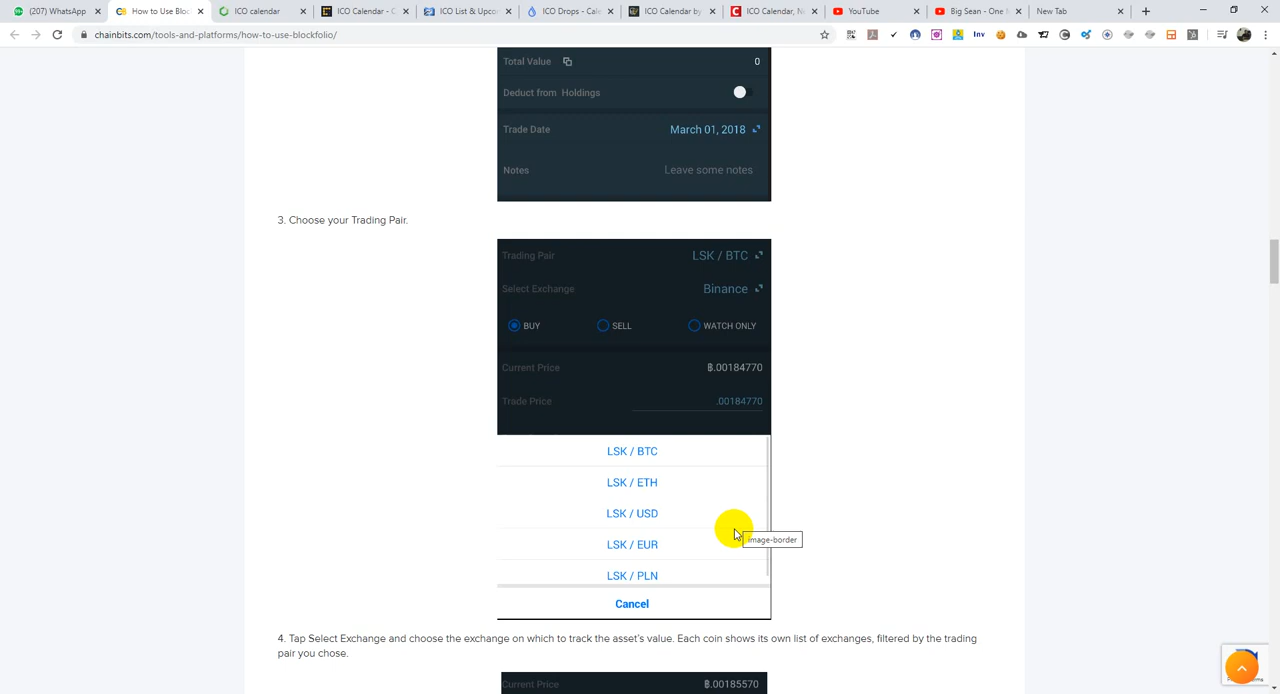 (207) WhatsApp
How to Use Bloc
ICO calendar
ICO Calendar - C
ICO List & Upco
ICO Drops - Cale
ICO Calendar by
ICO Calendar, N
YouTube
Big Sean - One
New Tab
chainbits.com/tools-and-platforms/how-to-use-blockfolio/
Inv
Total Value 0
Deduct from Holdings
Trade Date March 01, 2018
Notes Leave some notes
3. Choose your Trading Pair.
Trading Pair LSK / BTC
Select Exchange Binance
BUY SELL WATCH ONLY
Current Price ฿.00184770
Trade Price .00184770
LSK / BTC
LSK / ETH
LSK / USD
image-border
LSK / EUR
LSK / PLN
Cancel
4. Tap Select Exchange and choose the exchange on which to track the asset's value. Each coin shows its own list of exchanges, filtered by the trading
pair you chose.
Current Price ฿.00185570